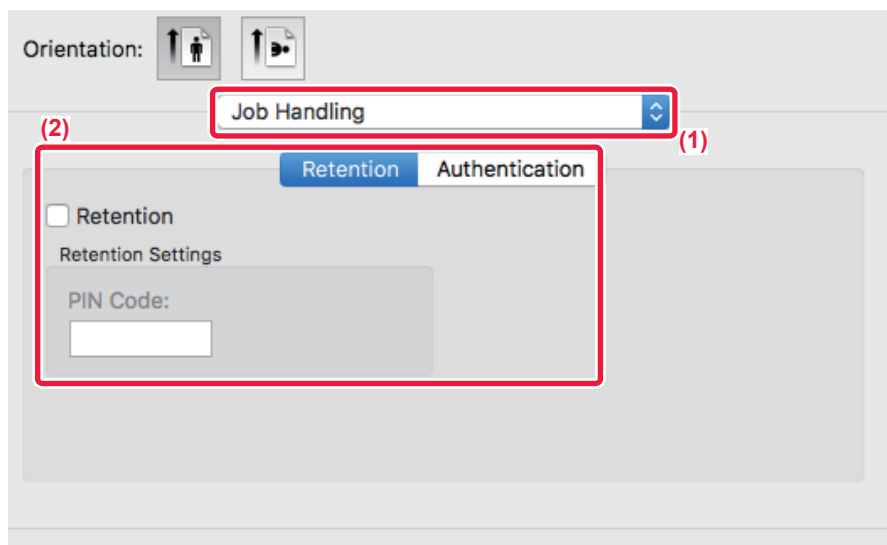 Orientation:
Job Handling
(1)
(2)
Retention Authentication
Retention
Retention Settings
PIN Code: